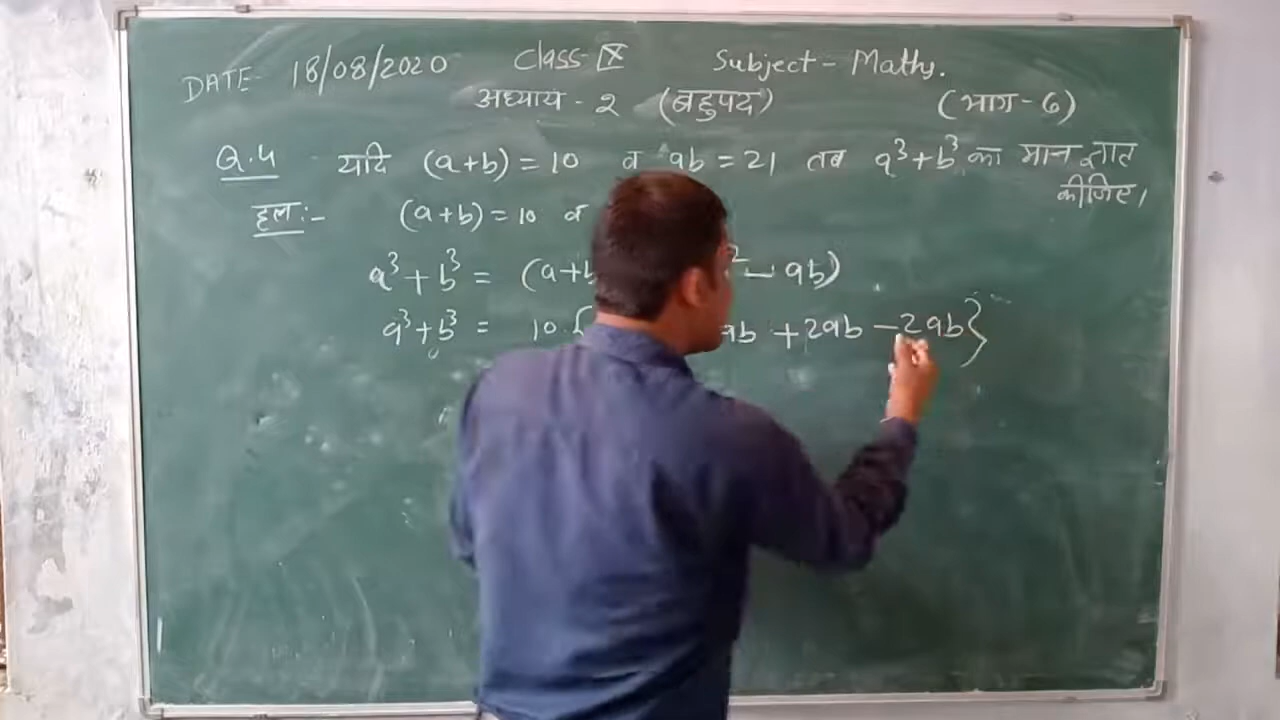 DATE- 18/08/2020 Class-IX Subject - Maths.
अध्याय - 2 (बहुपद) (भाग - 6)
Q.4 यदि (a+b) = 10 व ab = 21 तब a³+b³ का मान ज्ञात
कीजिए।
हल:- (a+b) = 10 व
a³+b³ = (a+b ² - ab)
a³+b³ = 10.{ ab + 2ab - 2ab}